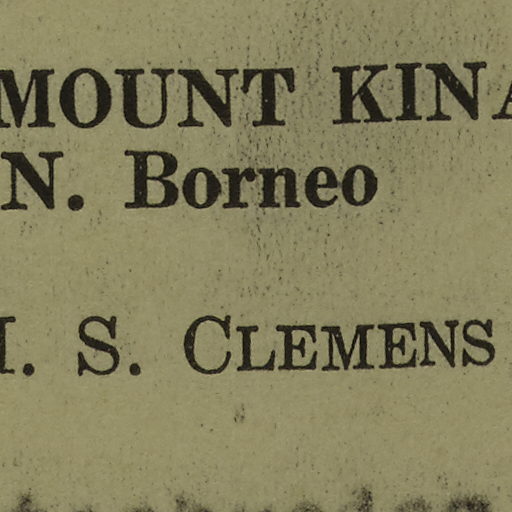 MOUNT KINA
N. Borneo
M. S. CLEMENS